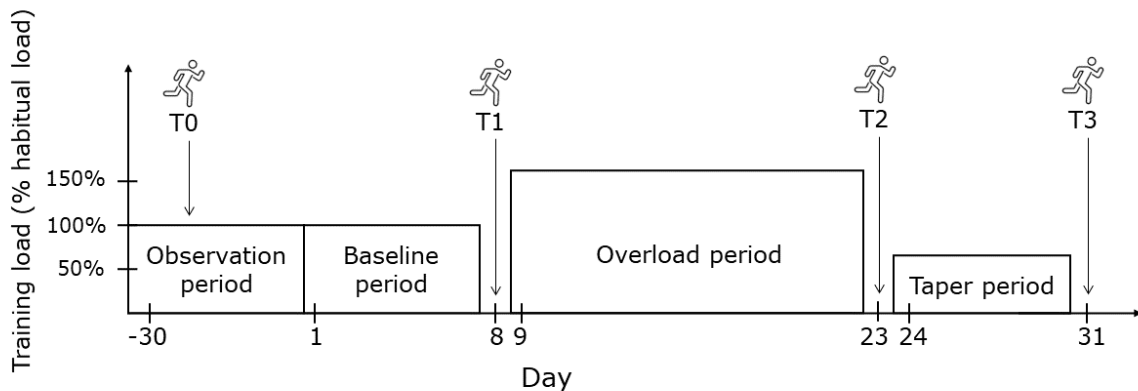 Training load (% habitual load)
T0
T1
T2
T3
150%
100%
50%
Observation
period
Baseline
period
Overload period
Taper period
-30
1
8
9
23
24
31
Day